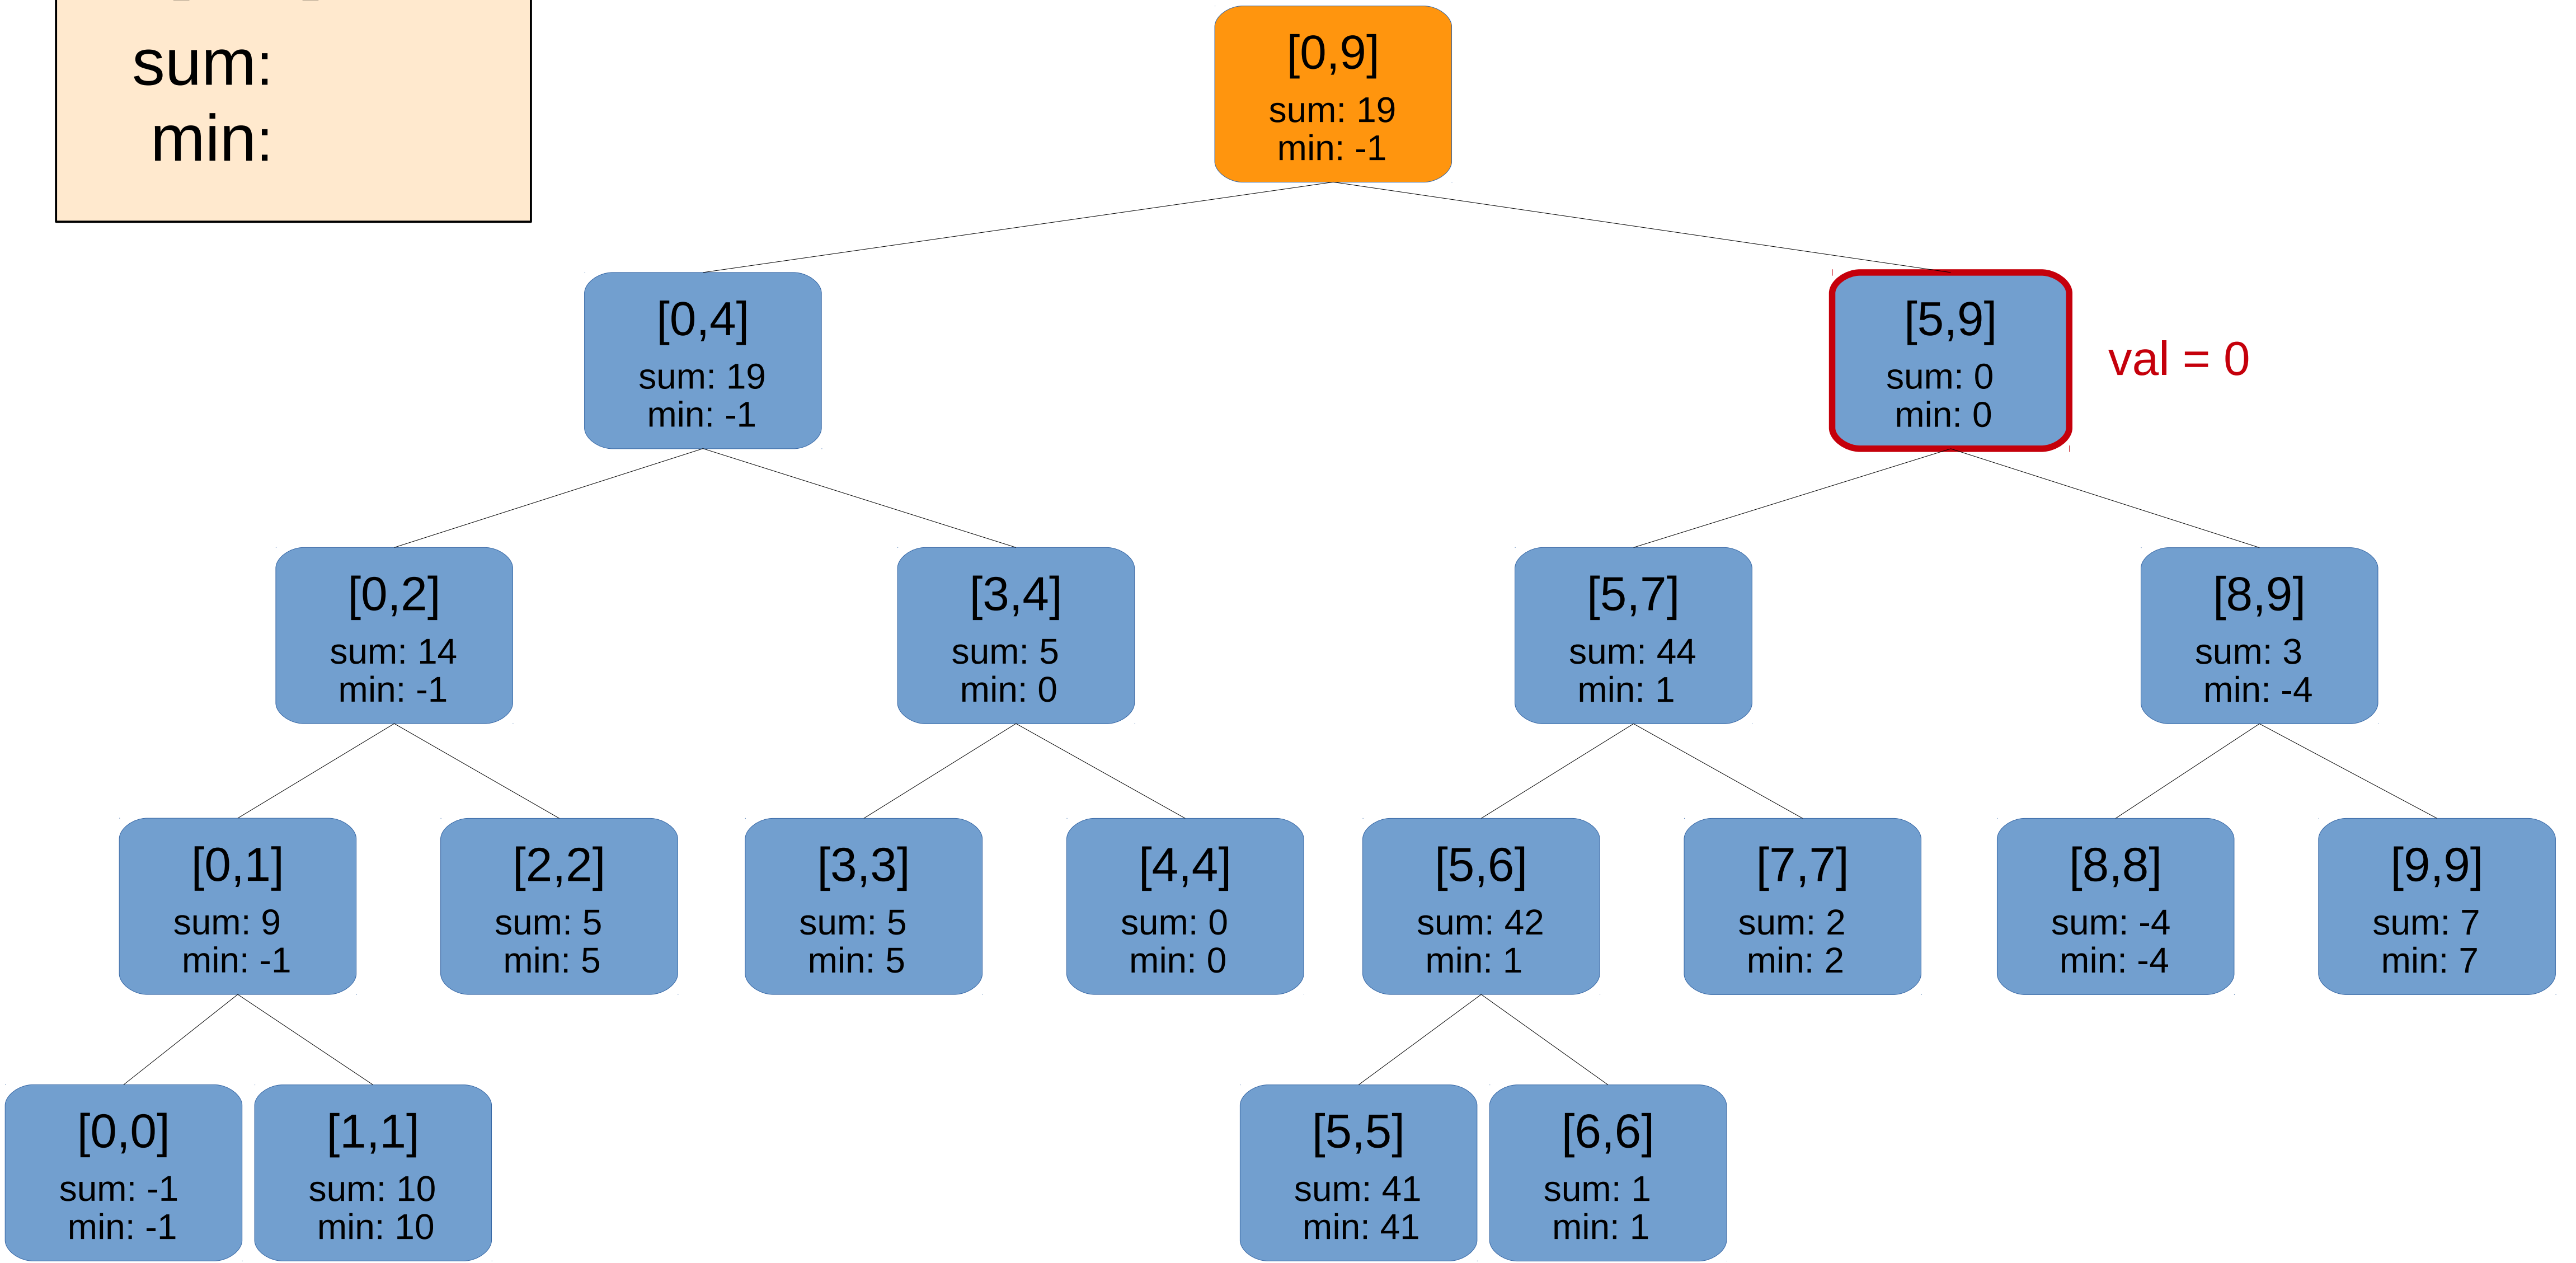 sum:
min:
[0,9]
sum: 19
min: -1
[0,4]
sum: 19
min: -1
[5,9]
sum: 0
min: 0
val = 0
[0,2]
sum: 14
min: -1
[3,4]
sum: 5
min: 0
[5,7]
sum: 44
min: 1
[8,9]
sum: 3
min: -4
[0,1]
sum: 9
min: -1
[2,2]
sum: 5
min: 5
[3,3]
sum: 5
min: 5
[4,4]
sum: 0
min: 0
[5,6]
sum: 42
min: 1
[7,7]
sum: 2
min: 2
[8,8]
sum: -4
min: -4
[9,9]
sum: 7
min: 7
[0,0]
sum: -1
min: -1
[1,1]
sum: 10
min: 10
[5,5]
sum: 41
min: 41
[6,6]
sum: 1
min: 1